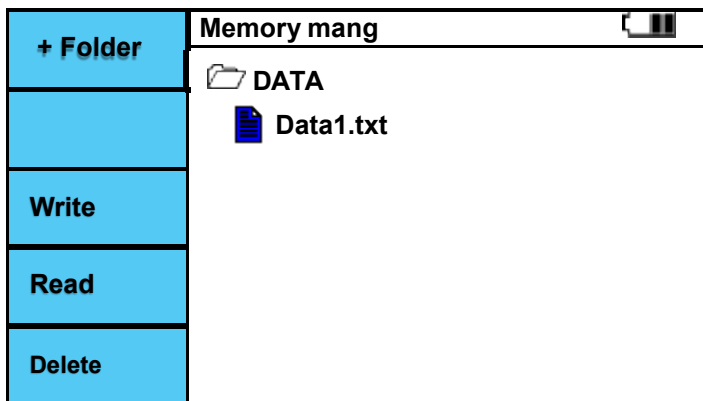 + Folder
Memory mang
DATA
Data1.txt
Write
Read
Delete